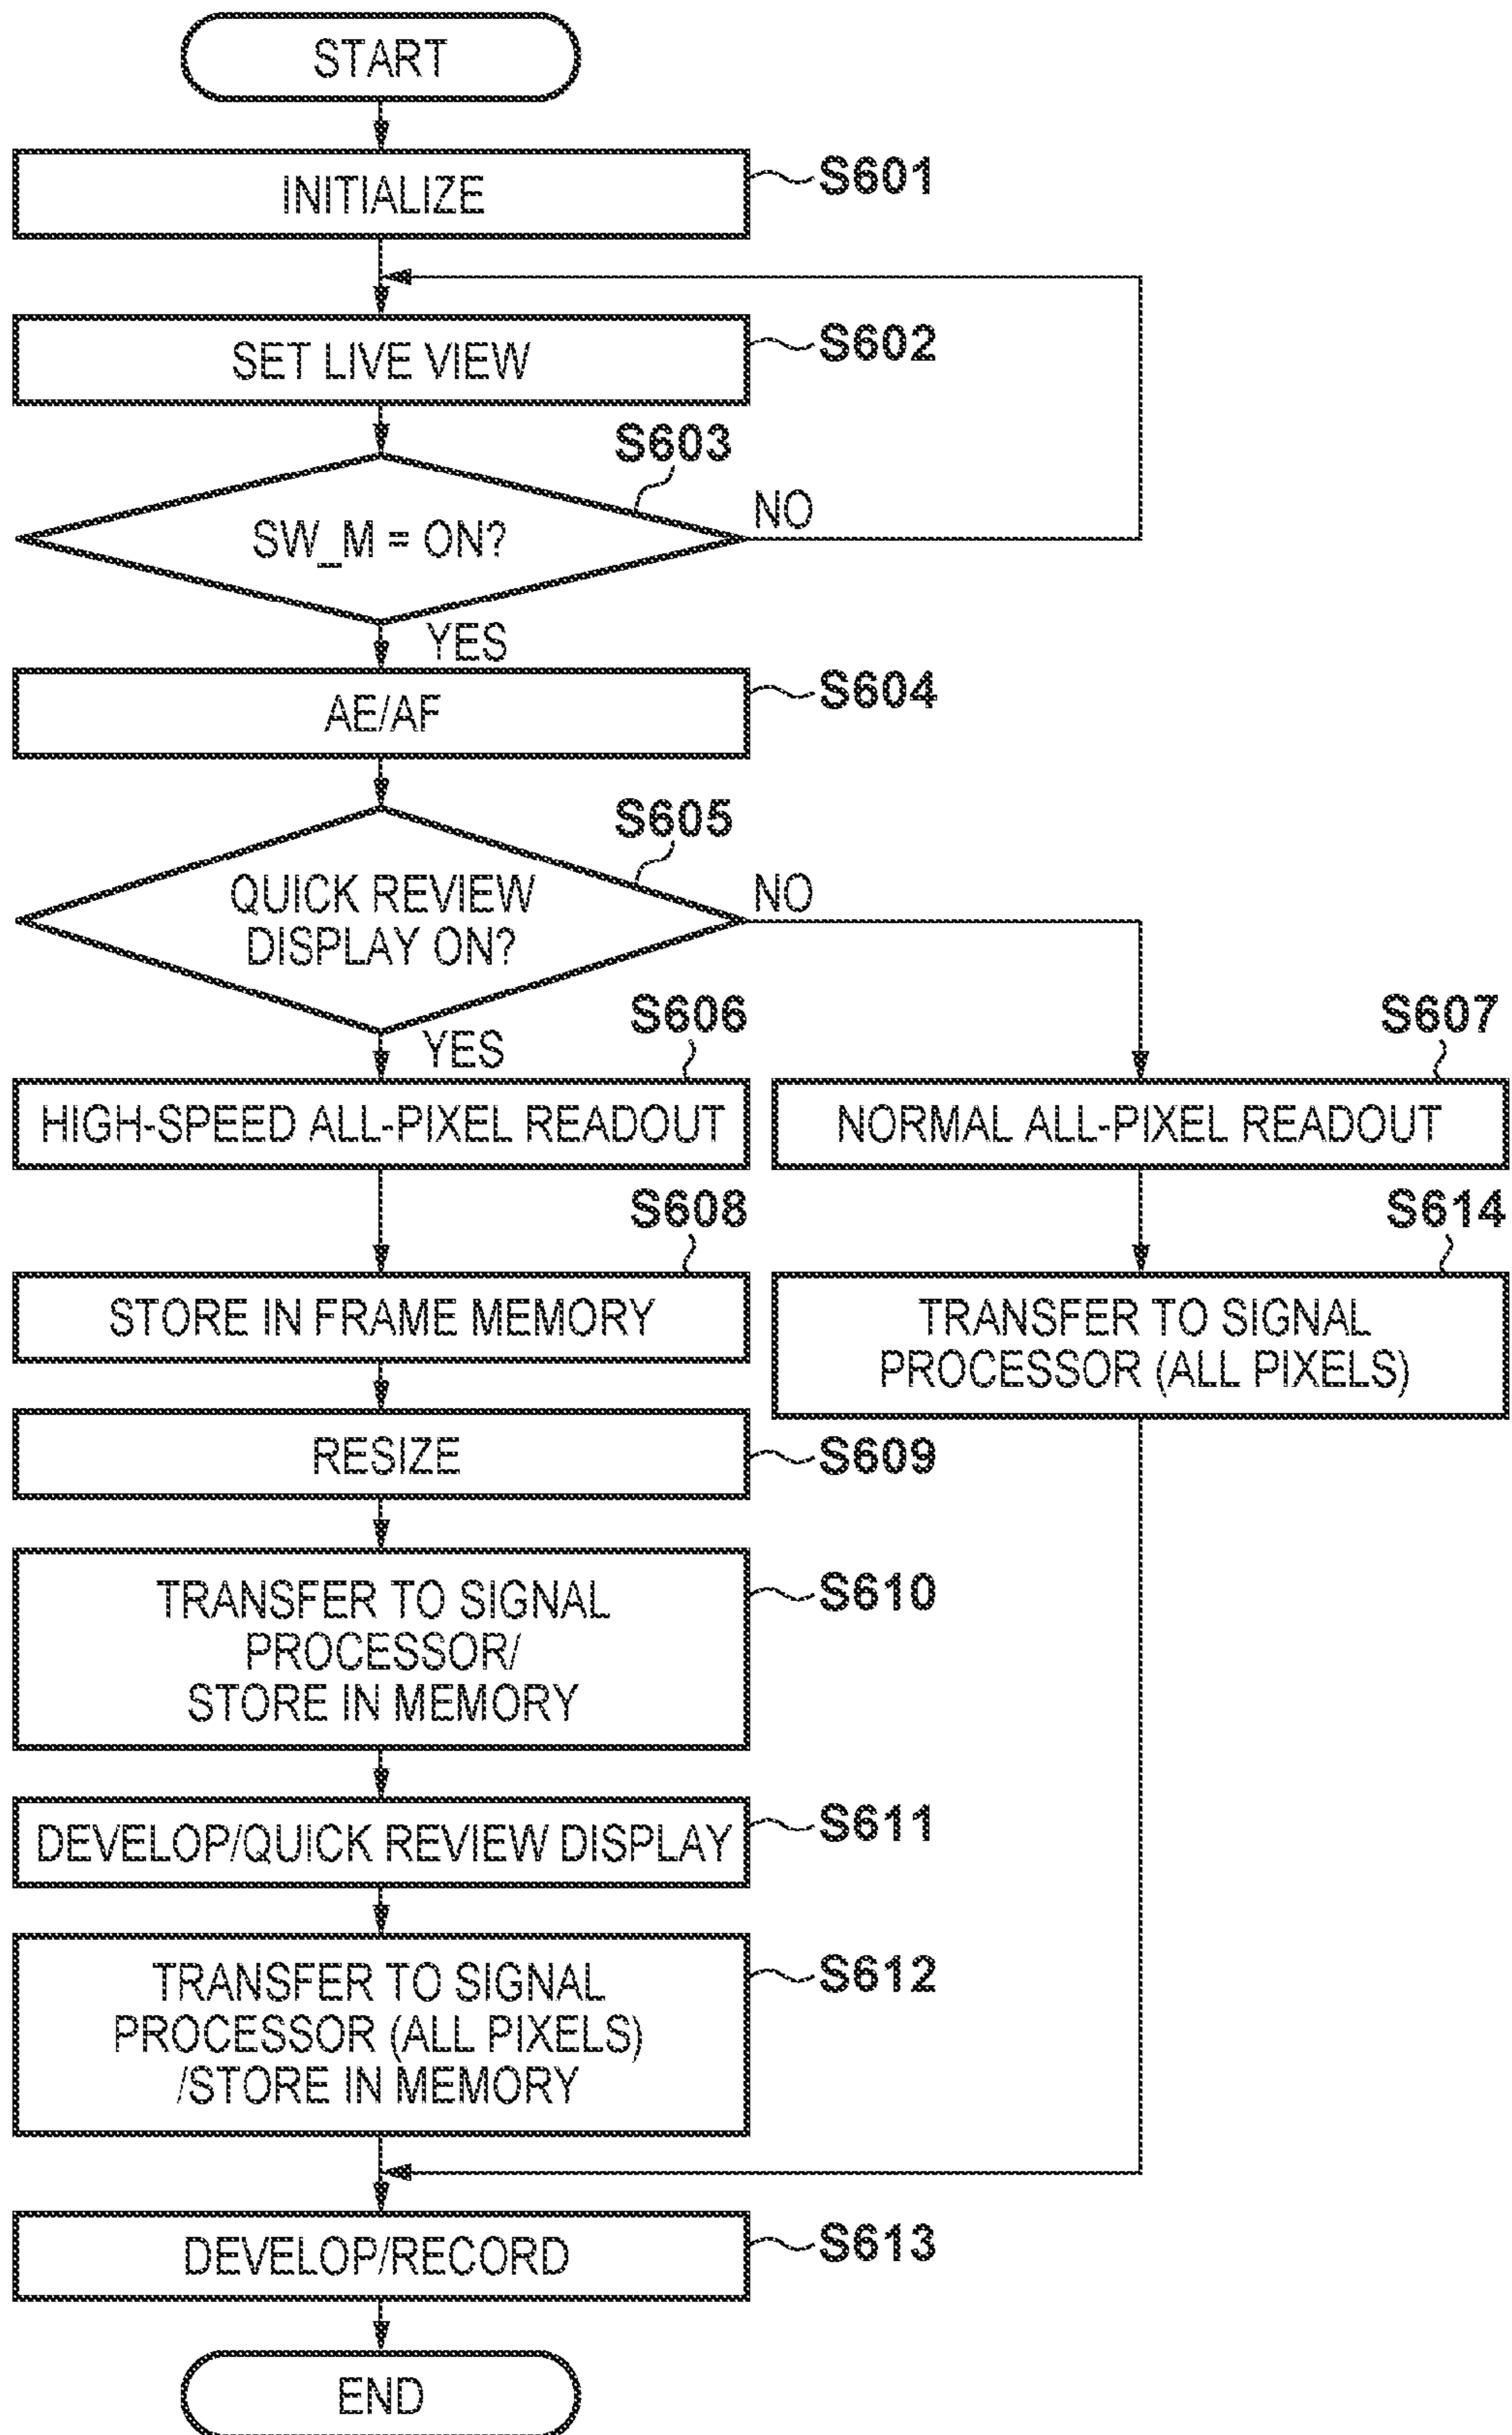 START
INITIALIZE
S601
SET LIVE VIEW
S602
S603
SW_M = ON?
NO
YES
AE/AF
S604
S605
QUICK REVIEW
DISPLAY ON?
NO
YES
S606
S607
HIGH-SPEED ALL-PIXEL READOUT
NORMAL ALL-PIXEL READOUT
S608
S614
STORE IN FRAME MEMORY
TRANSFER TO SIGNAL
PROCESSOR (ALL PIXELS)
RESIZE
S609
TRANSFER TO SIGNAL
PROCESSOR/
STORE IN MEMORY
S610
DEVELOP/QUICK REVIEW DISPLAY
S611
TRANSFER TO SIGNAL
PROCESSOR (ALL PIXELS)
/STORE IN MEMORY
S612
DEVELOP/RECORD
S613
END